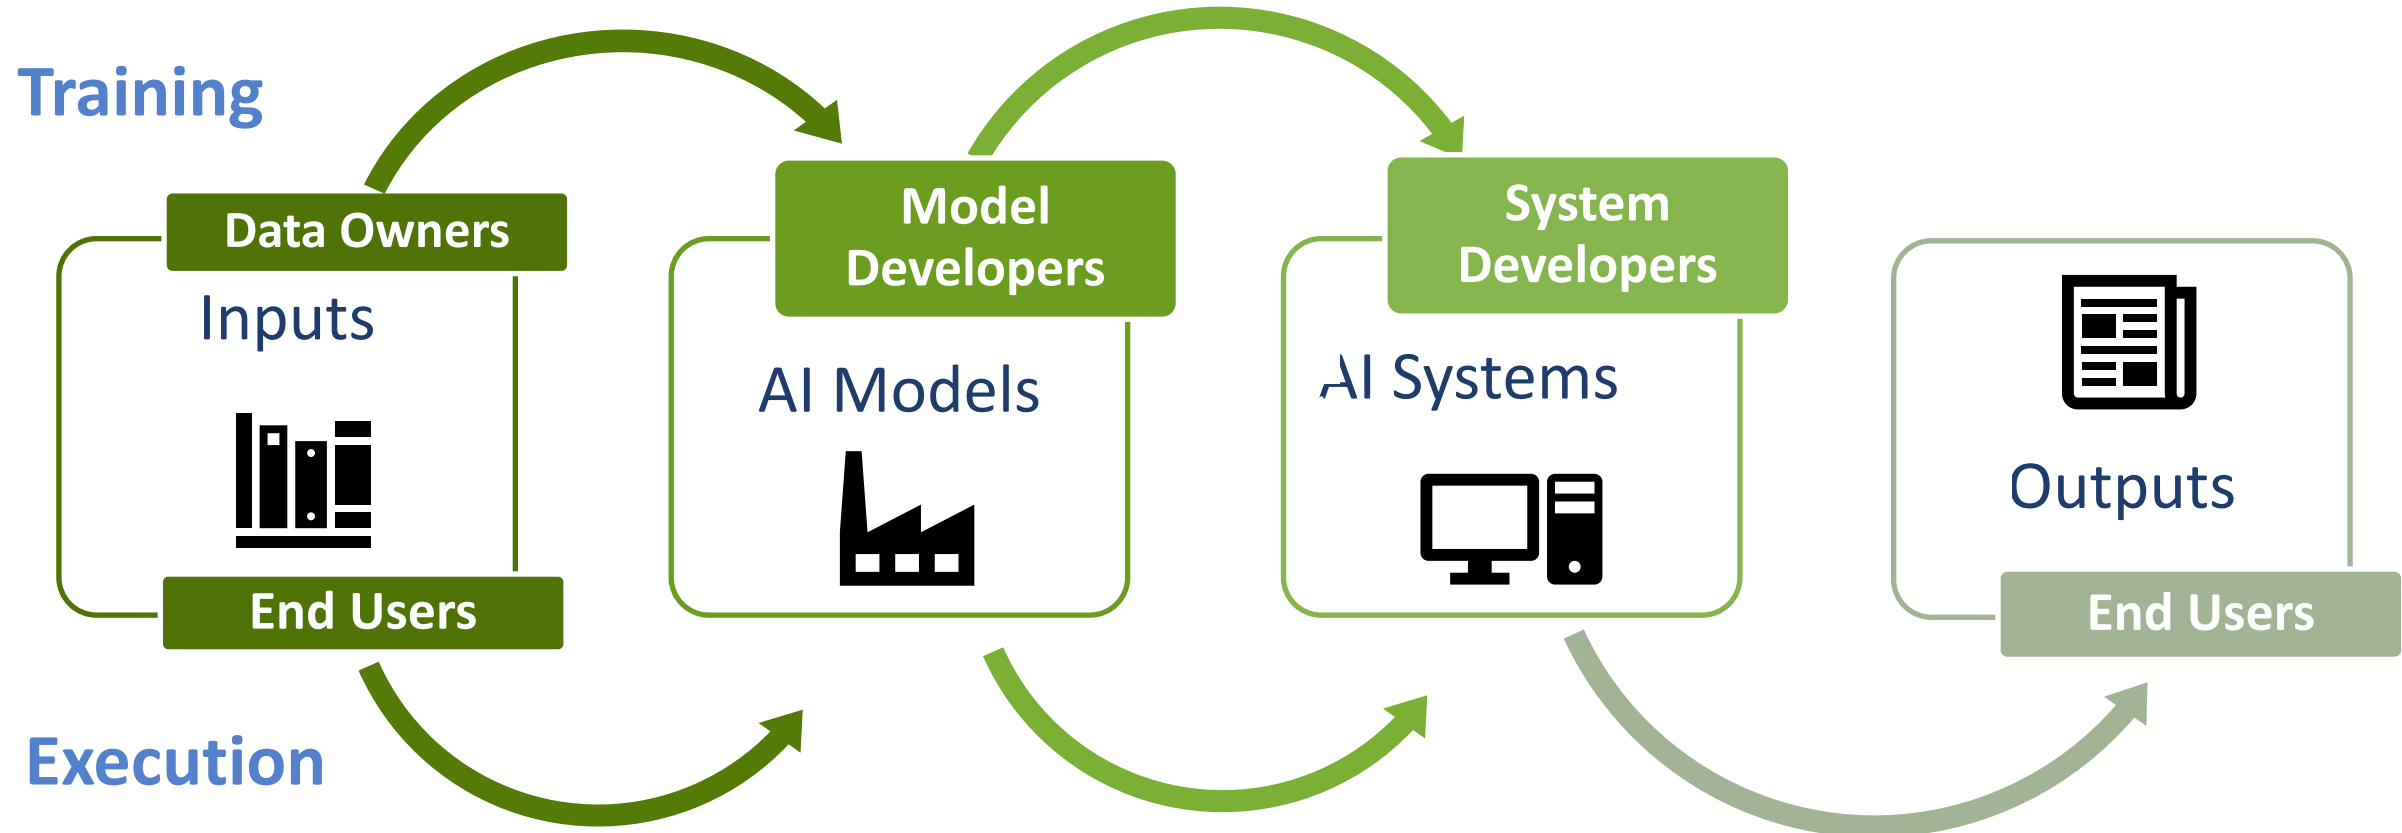 Training
Data Owners
Inputs
End Users
Model
Developers
AI Models
System
Developers
AI Systems
Outputs
End Users
Execution